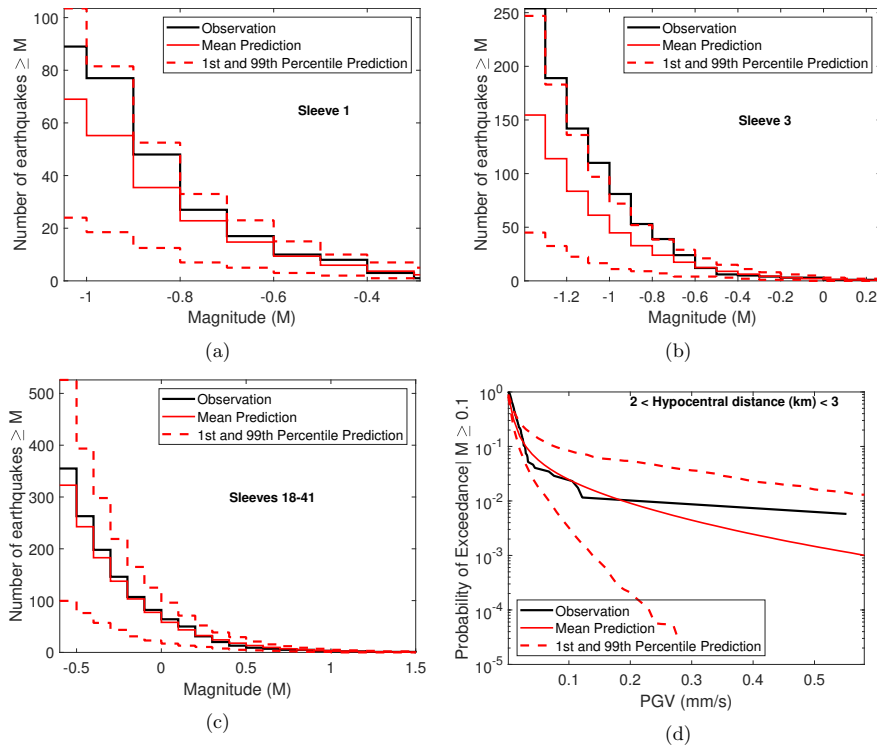 100
80
60
40
20
0
Number of earthquakes ≥ M
Observation
Mean Prediction
1st and 99th Percentile Prediction
Sleeve 1
-1
-0.8
-0.6
-0.4
Magnitude (M)
(a)
250
200
150
100
50
0
Number of earthquakes ≥ M
Observation
Mean Prediction
1st and 99th Percentile Prediction
Sleeve 3
-1.2
-1
-0.8
-0.6
-0.4
-0.2
0
0.2
Magnitude (M)
(b)
500
400
300
200
100
0
Number of earthquakes ≥ M
Observation
Mean Prediction
1st and 99th Percentile Prediction
Sleeves 18-41
-0.5
0
0.5
1
1.5
Magnitude (M)
(c)
10^0
10^-1
10^-2
10^-3
10^-4
10^-5
Probability of Exceedance| M ≥ 0.1
2 < Hypocentral distance (km) < 3
Observation
Mean Prediction
1st and 99th Percentile Prediction
0.1
0.2
0.3
0.4
0.5
PGV (mm/s)
(d)